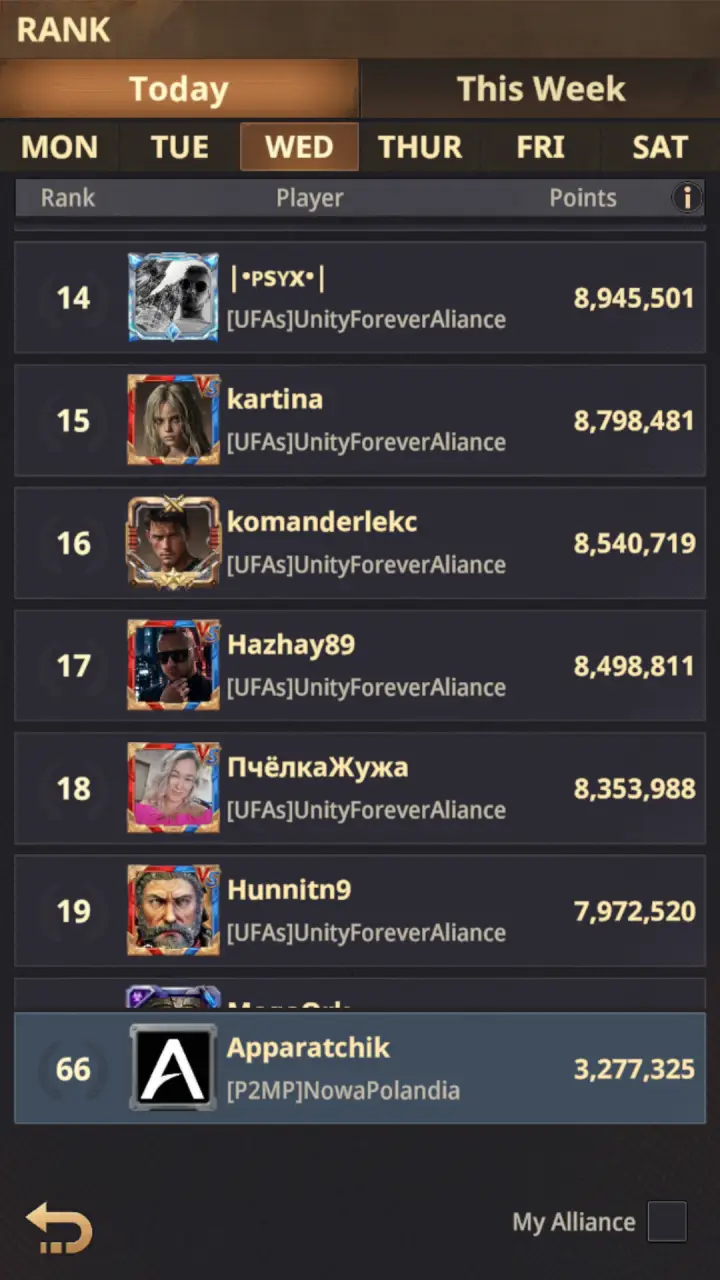 RANK
Today
This Week
MON TUE WED THUR FRI SAT
Rank Player Points i
14 |•ᴘsʏx•| 8,945,501
[UFAs]UnityForeverAliance
15 kartina 8,798,481
[UFAs]UnityForeverAliance
16 komanderlekc 8,540,719
[UFAs]UnityForeverAliance
17 Hazhay89 8,498,811
[UFAs]UnityForeverAliance
18 ПчёлкаЖужа 8,353,988
[UFAs]UnityForeverAliance
19 Hunnitn9 7,972,520
[UFAs]UnityForeverAliance
66 Apparatchik 3,277,325
[P2MP]NowaPolandia
My Alliance